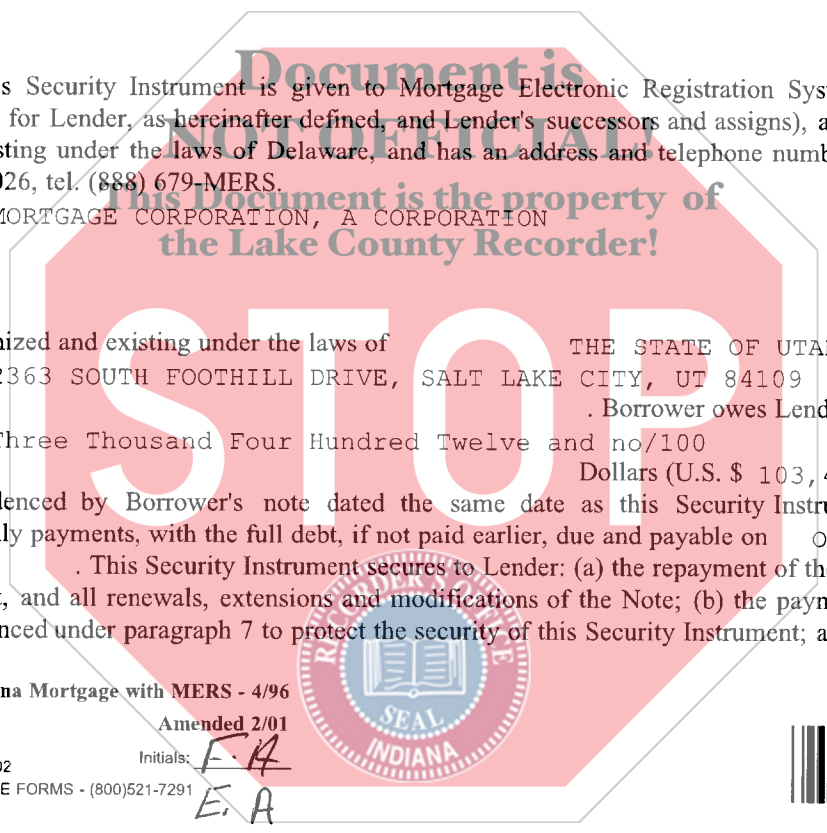 Document is
s Security Instrument is given to Mortgage Electronic Registration Sys
for Lender, as hereinafter defined, and Lender's successors and assigns), a
NOT OFFICIAL!
sting under the laws of Delaware, and has an address and telephone numb
026, tel. (888) 679-MERS.
This Document is the property of
MORTGAGE CORPORATION, A CORPORATION
the Lake County Recorder!
nized and existing under the laws of THE STATE OF UTAH
2363 SOUTH FOOTHILL DRIVE, SALT LAKE CITY, UT 84109
. Borrower owes Lend
Three Thousand Four Hundred Twelve and no/100
STOP
Dollars (U.S. $ 103,4
denced by Borrower's note dated the same date as this Security Instru
ly payments, with the full debt, if not paid earlier, due and payable on O
. This Security Instrument secures to Lender: (a) the repayment of the
, and all renewals, extensions and modifications of the Note; (b) the paym
nced under paragraph 7 to protect the security of this Security Instrument; a
RECORDER'S OFFICE
SEAL
INDIANA
na Mortgage with MERS - 4/96
Amended 2/01
02
Initials: F. A
E FORMS - (800)521-7291
E. A